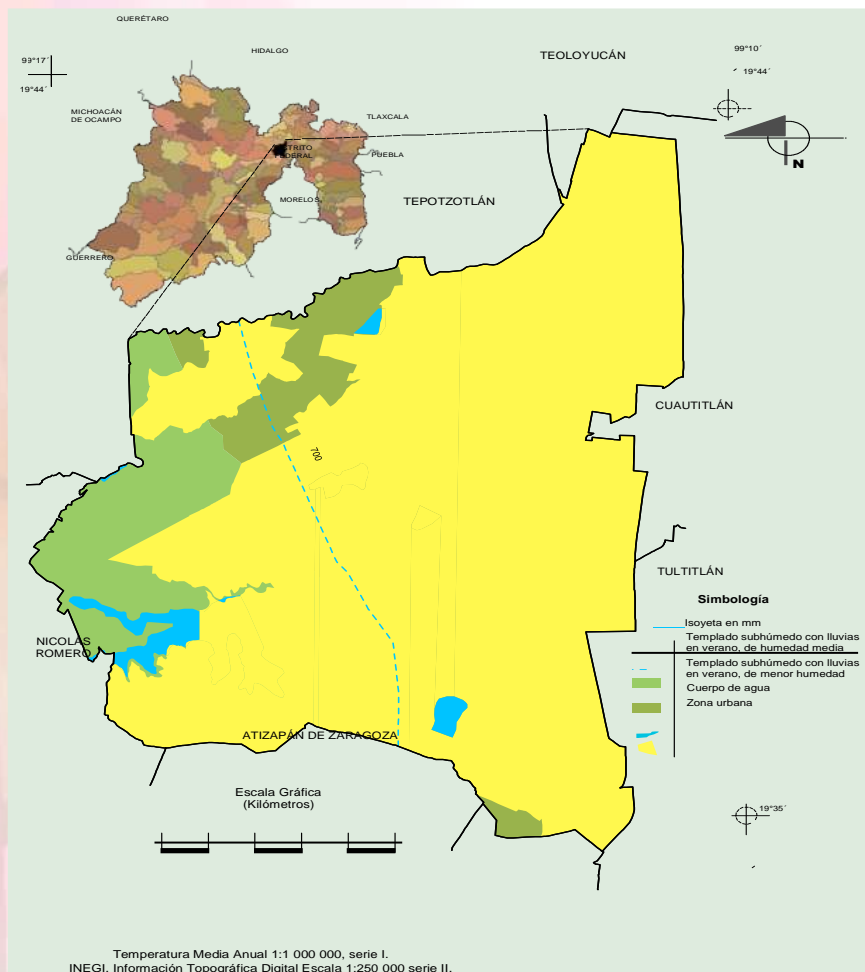 QUERÉTARO
HIDALGO
TEOLOYUCÁN
99°17´
19°44´
99°10´
19°44´
MICHOACÁN
DE OCAMPO
TLAXCALA
DISTRITO
FEDERAL
PUEBLA
MORELOS
GUERRERO
N
TEPOTZOTLÁN
CUAUTITLÁN
700
TULTITLÁN
NICOLÁS
ROMERO
ATIZAPÁN DE ZARAGOZA
Simbología
Isoyeta en mm
Templado subhúmedo con lluvias
en verano, de humedad media
Templado subhúmedo con lluvias
en verano, de menor humedad
Cuerpo de agua
Zona urbana
Escala Gráfica
(Kilómetros)
19°35´
Temperatura Media Anual 1:1 000 000, serie I.
INEGI. Información Topográfica Digital Escala 1:250 000 serie II.